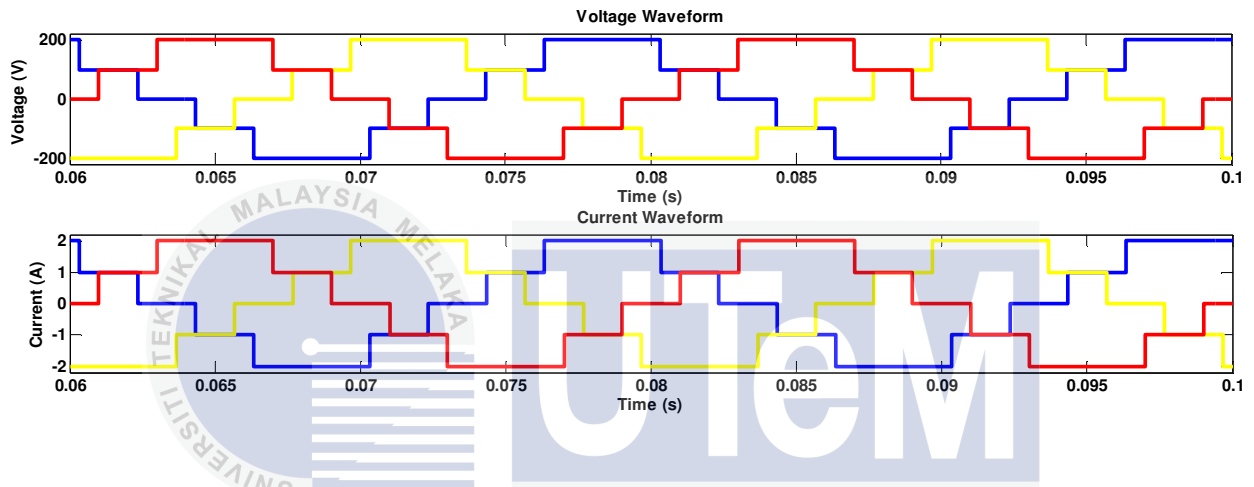 Voltage Waveform
Voltage (V)
200
100
0
-100
-200
0.06 0.065 0.07 0.075 0.08 0.085 0.09 0.095 0.1
Time (s)
Current Waveform
Current (A)
2
1
0
-1
-2
0.06 0.065 0.07 0.075 0.08 0.085 0.09 0.095 0.1
Time (s)
UNIVERSITI TEKNIKAL MALAYSIA MELAKA
UTeM